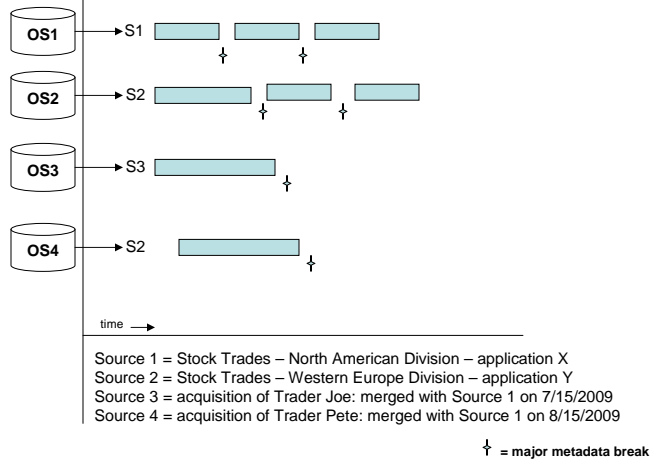 OS1 S1
OS2 S2
OS3 S3
OS4 S2
time
Source 1 = Stock Trades – North American Division – application X
Source 2 = Stock Trades – Western Europe Division – application Y
Source 3 = acquisition of Trader Joe: merged with Source 1 on 7/15/2009
Source 4 = acquisition of Trader Pete: merged with Source 1 on 8/15/2009
= major metadata break